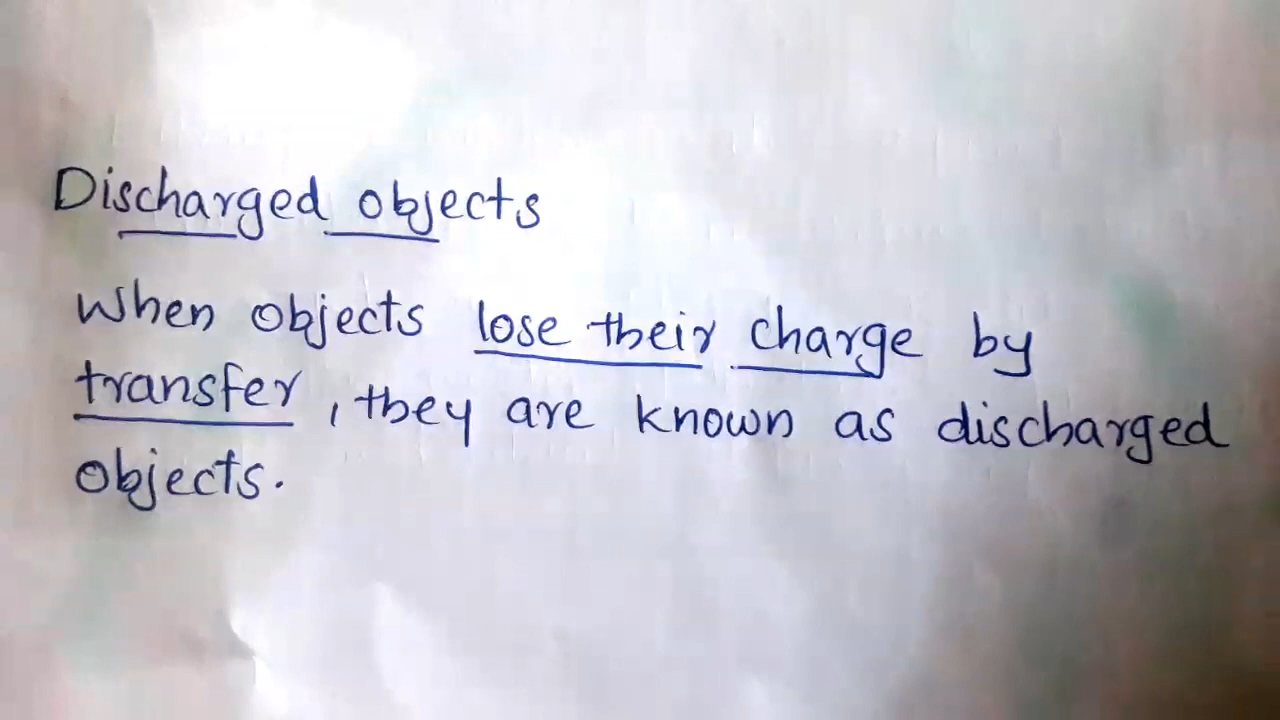 Discharged objects
When objects lose their charge by
transfer, they are known as discharged
objects.